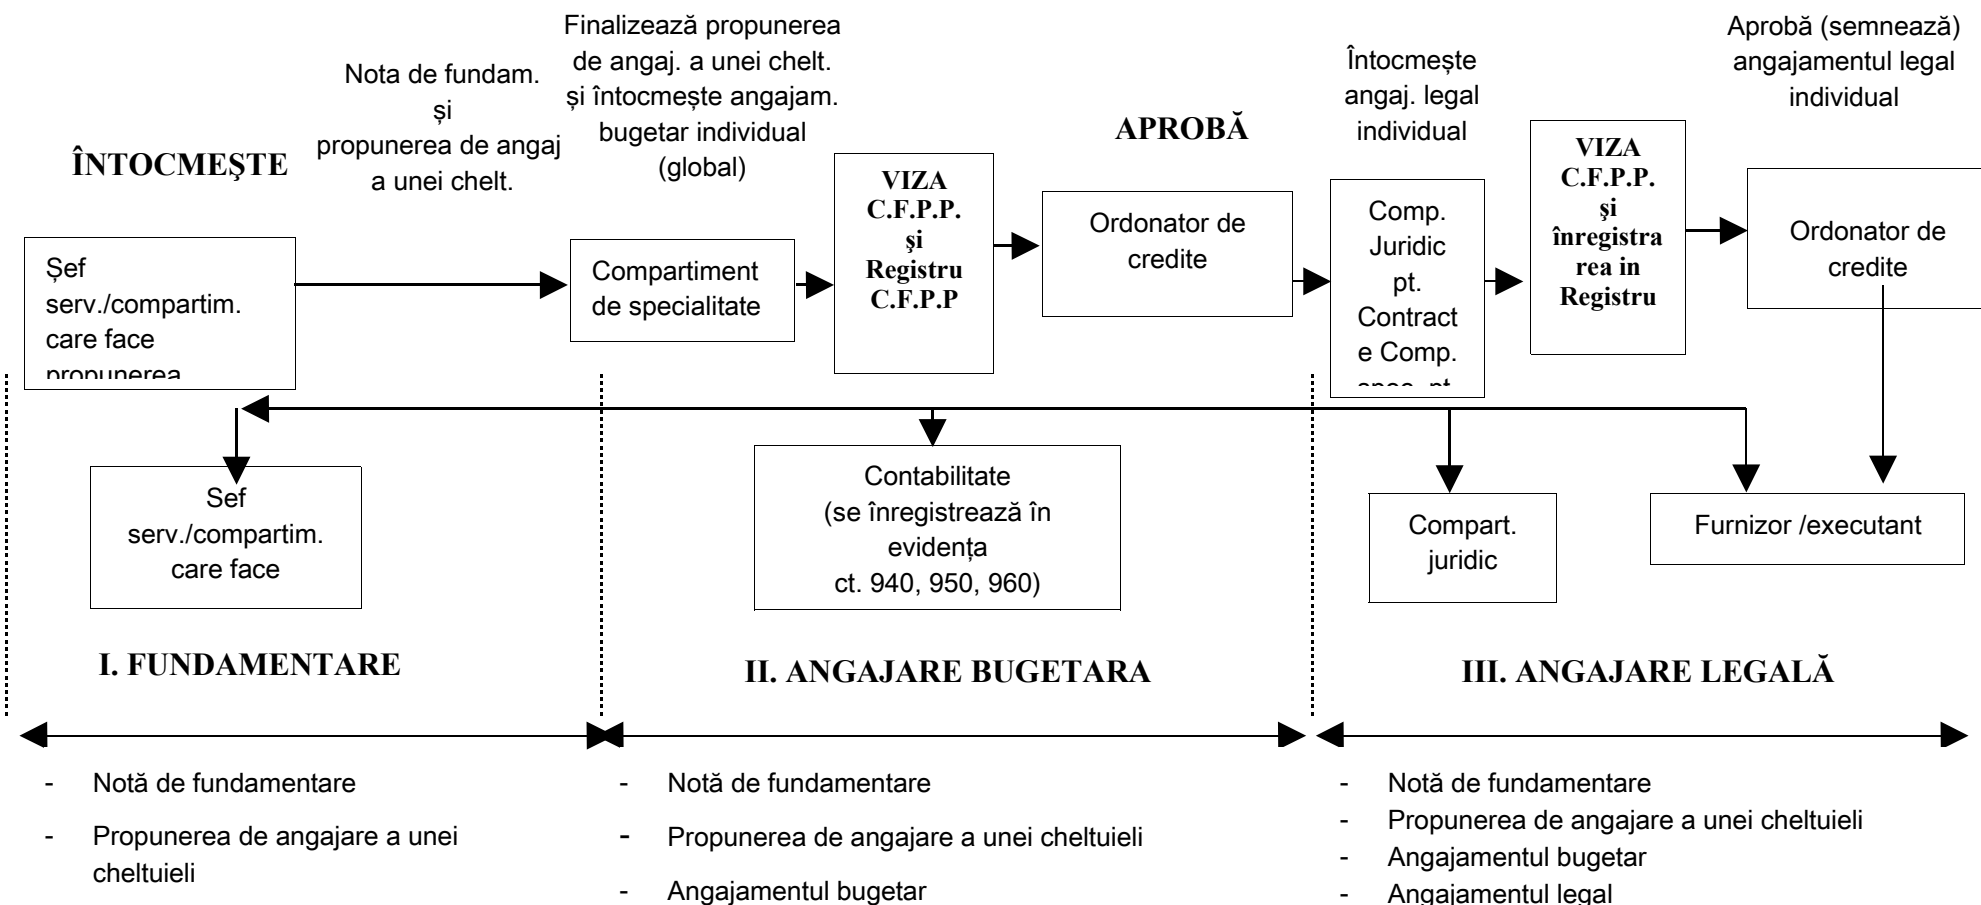 ÎNTOCMEŞTE
Nota de fundam.
și
propunerea de angaj
a unei chelt.
Finalizează propunerea
de angaj. a unei chelt.
și întocmește angajam.
bugetar individual
(global)
APROBĂ
Întocmește
angaj. legal
individual
Aprobă (semnează)
angajamentul legal
individual
Șef
serv./compartim.
care face
propunerea
Compartiment
de specialitate
VIZA
C.F.P.P.
şi
Registru
C.F.P.P
Ordonator de
credite
Comp.
Juridic
pt.
Contract
e Comp.
spec. pt.
VIZA
C.F.P.P.
şi
înregistra
rea in
Registru
Ordonator de
credite
Sef
serv./compartim.
care face
Contabilitate
(se înregistrează în
evidența
ct. 940, 950, 960)
Compart.
juridic
Furnizor /executant
I. FUNDAMENTARE
II. ANGAJARE BUGETARA
III. ANGAJARE LEGALĂ
- Notă de fundamentare
- Propunerea de angajare a unei
cheltuieli
- Notă de fundamentare
- Propunerea de angajare a unei cheltuieli
- Angajamentul bugetar
- Notă de fundamentare
- Propunerea de angajare a unei cheltuieli
- Angajamentul bugetar
- Angajamentul legal